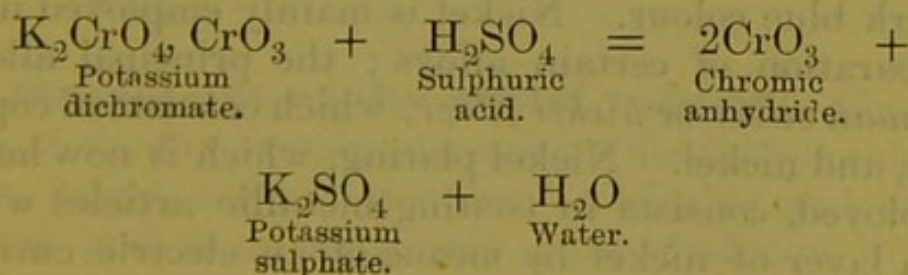 K₂CrO₄, CrO₃ + H₂SO₄ = 2CrO₃ +
Potassium Sulphuric Chromic
dichromate. acid. anhydride.
K₂SO₄ + H₂O
Potassium Water.
sulphate.